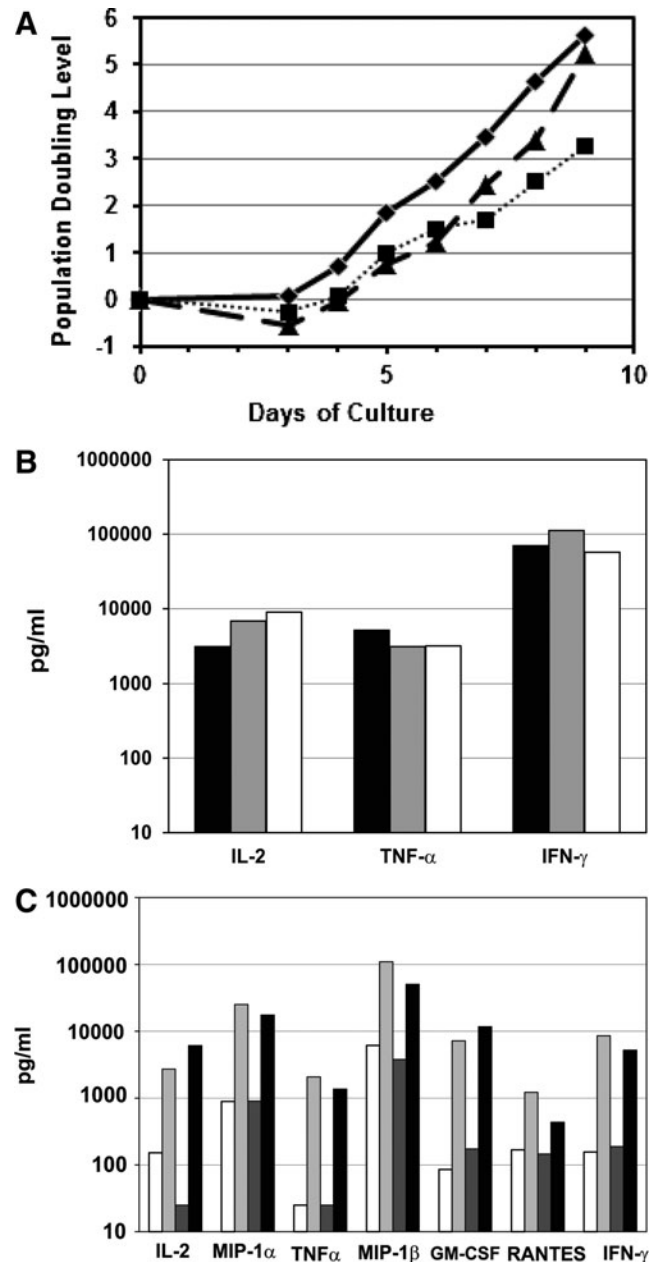 A
6
5
4
3
2
1
0
-1
Population Doubling Level
0 5 10
Days of Culture
B
1000000
100000
10000
1000
100
10
pg/ml
IL-2 TNF-α IFN-γ
C
1000000
100000
10000
1000
100
10
pg/ml
IL-2 MIP-1α TNFα MIP-1β GM-CSF RANTES IFN-γ